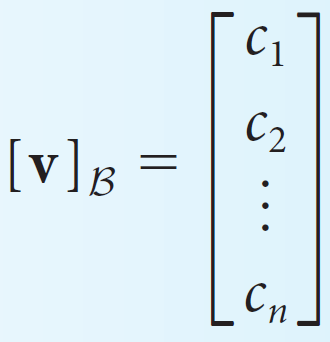 [v]_ℬ = [c₁
c₂
⋮
cₙ]